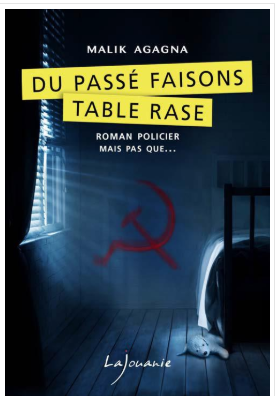 MALIK AGAGNA
DU PASSÉ FAISONS
TABLE RASE
ROMAN POLICIER
MAIS PAS QUE...
LaJouanie